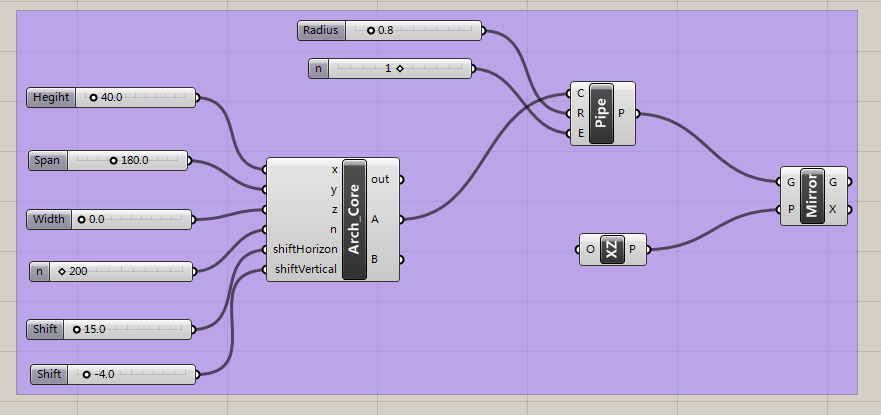 Radius 0.8
n 1
Hegiht 40.0
Span 180.0
Width 0.0
n 200
Shift 15.0
Shift -4.0
x
y
z
n
shiftHorizon
shiftVertical
Arch_Core
out
A
B
C
R
E
Pipe
P
O
XZ
P
G
P
Mirror
G
X